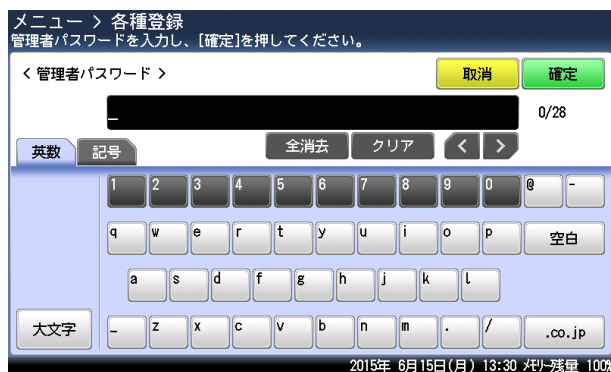 メニュー > 各種登録
管理者パスワードを入力し、[確定]を押してください。
< 管理者パスワード >
取消
確定
_
0/28
英数
記号
全消去
クリア
<
>
1 2 3 4 5 6 7 8 9 0 @ -
q w e r t y u i o p 空白
a s d f g h j k l
大文字
_ z x c v b n m . / .co.jp
2015年 6月15日(月) 13:30 ﾒﾓﾘｰ残量 100%